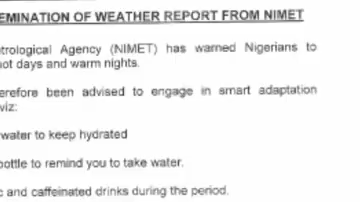 EMINATION OF WEATHER REPORT FROM NIMET
trological Agency (NIMET) has warned Nigerians to
hot days and warm nights.
erefore been advised to engage in smart adaptation
viz:
water to keep hydrated
bottle to remind you to take water.
c and caffeinated drinks during the period.